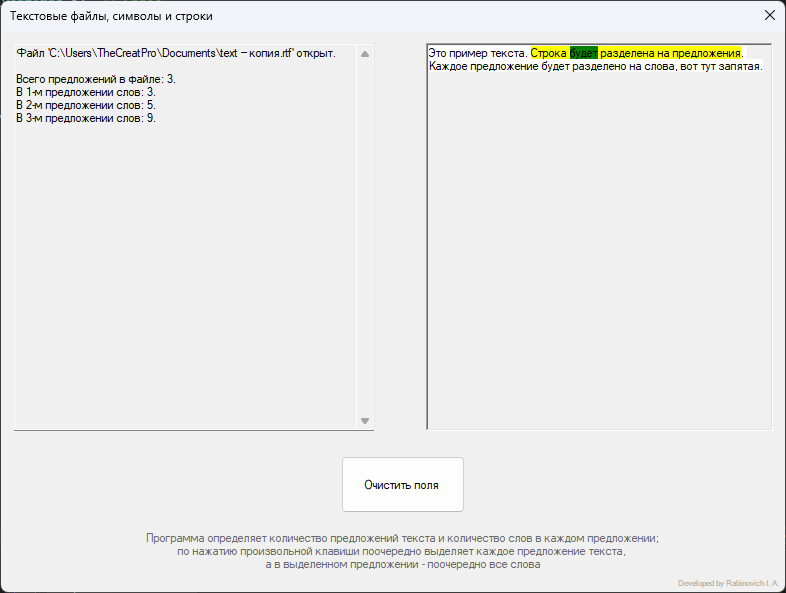 Текстовые файлы, символы и строки
Файл 'C:\Users\TheCreatPro\Documents\text – копия.rtf' открыт.
Всего предложений в файле: 3.
В 1-м предложении слов: 3.
В 2-м предложении слов: 5.
В 3-м предложении слов: 9.
Это пример текста. Строка будет разделена на предложения.
Каждое предложение будет разделено на слова, вот тут запятая.
Очистить поля
Программа определяет количество предложений текста и количество слов в каждом предложении;
по нажатию произвольной клавиши поочередно выделяет каждое предложение текста,
а в выделенном предложении - поочередно все слова
Developed by Rabinovich I. A.